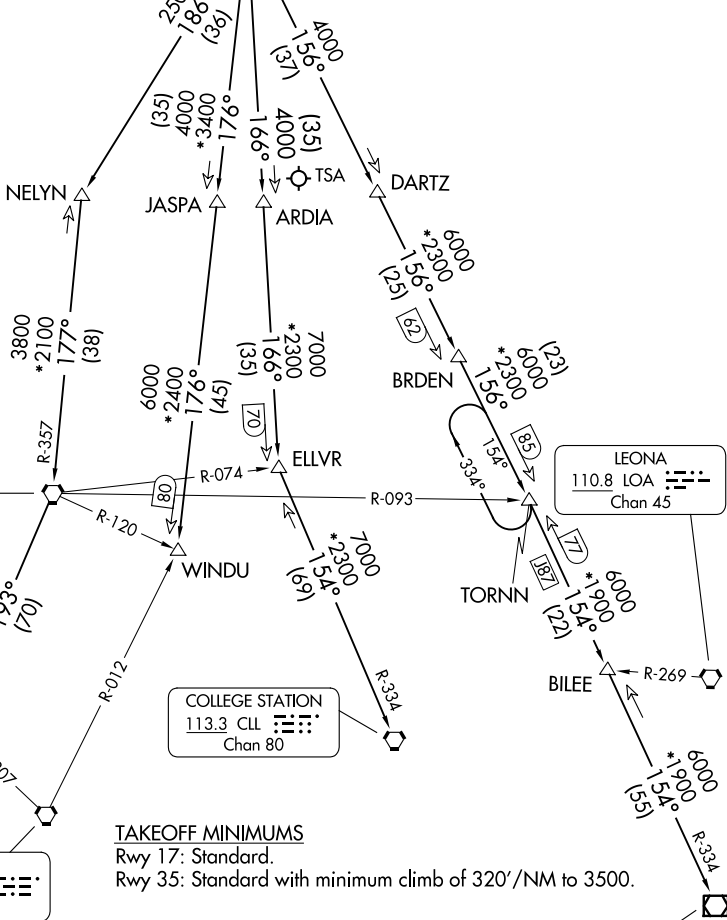 186°
(36)
4000
156°
(37)
(35)
4000
*3400
176°
(35)
4000
166°
TSA
NELYN
JASPA
ARDIA
DARTZ
6000
*2300
156°
(25)
62
BRDEN
3800
*2100
177°
(38)
6000
*2400
176°
(45)
7000
*2300
166°
(35)
(23)
6000
*2300
156°
R-357
70
ELLVR
154°
334°
85
LEONA
110.8 LOA
Chan 45
R-074
80
R-093
R-120
WINDU
7000
*2300
154°
(69)
77
J87
TORNN
6000
*1900
154°
(22)
(70)
R-012
R-334
BILEE
R-269
COLLEGE STATION
113.3 CLL
Chan 80
6000
*1900
154°
(55)
R-334
TAKEOFF MINIMUMS
Rwy 17: Standard.
Rwy 35: Standard with minimum climb of 320'/NM to 3500.